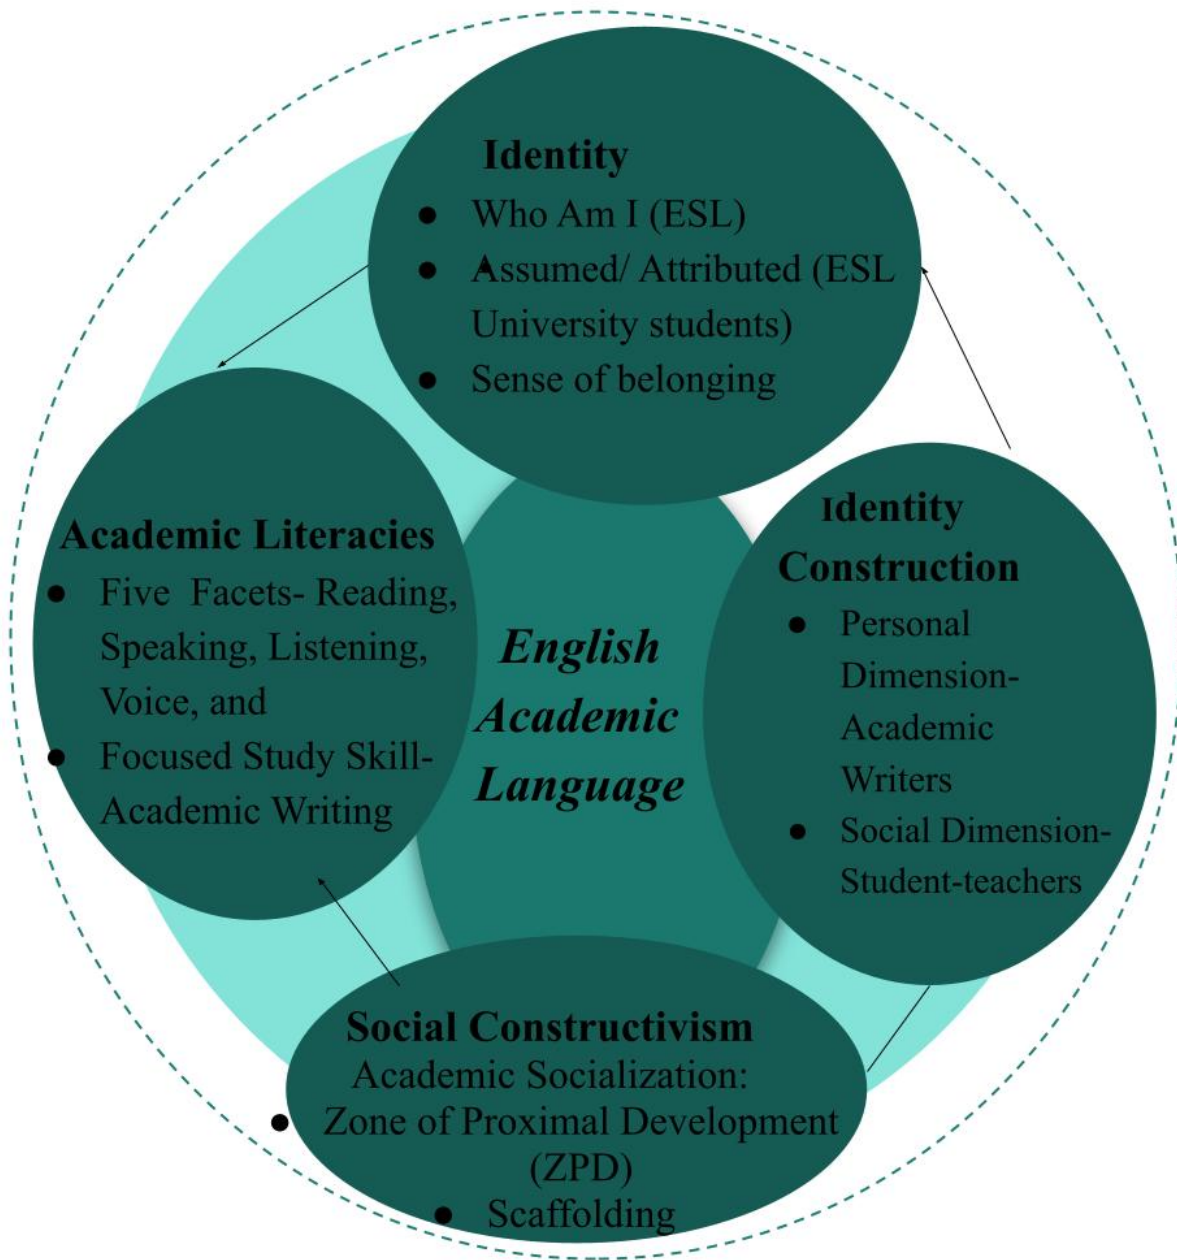 Identity
● Who Am I (ESL)
● Assumed/ Attributed (ESL
University students)
● Sense of belonging
Academic Literacies
● Five Facets- Reading,
Speaking, Listening,
Voice, and
● Focused Study Skill-
Academic Writing
English
Academic
Language
Identity
Construction
● Personal
Dimension-
Academic
Writers
● Social Dimension-
Student-teachers
Social Constructivism
Academic Socialization:
● Zone of Proximal Development
(ZPD)
● Scaffolding